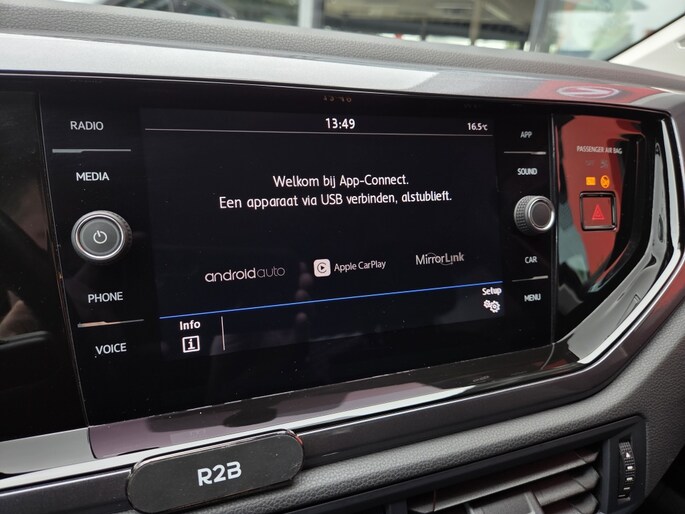 13:49
16.5°C
RADIO
MEDIA
PHONE
VOICE
Welkom bij App-Connect.
Een apparaat via USB verbinden, alstublieft.
androidauto
Apple CarPlay
MirrorLink
Info
i
Setup
APP
SOUND
CAR
MENU
PASSENGER AIR BAG
R2B